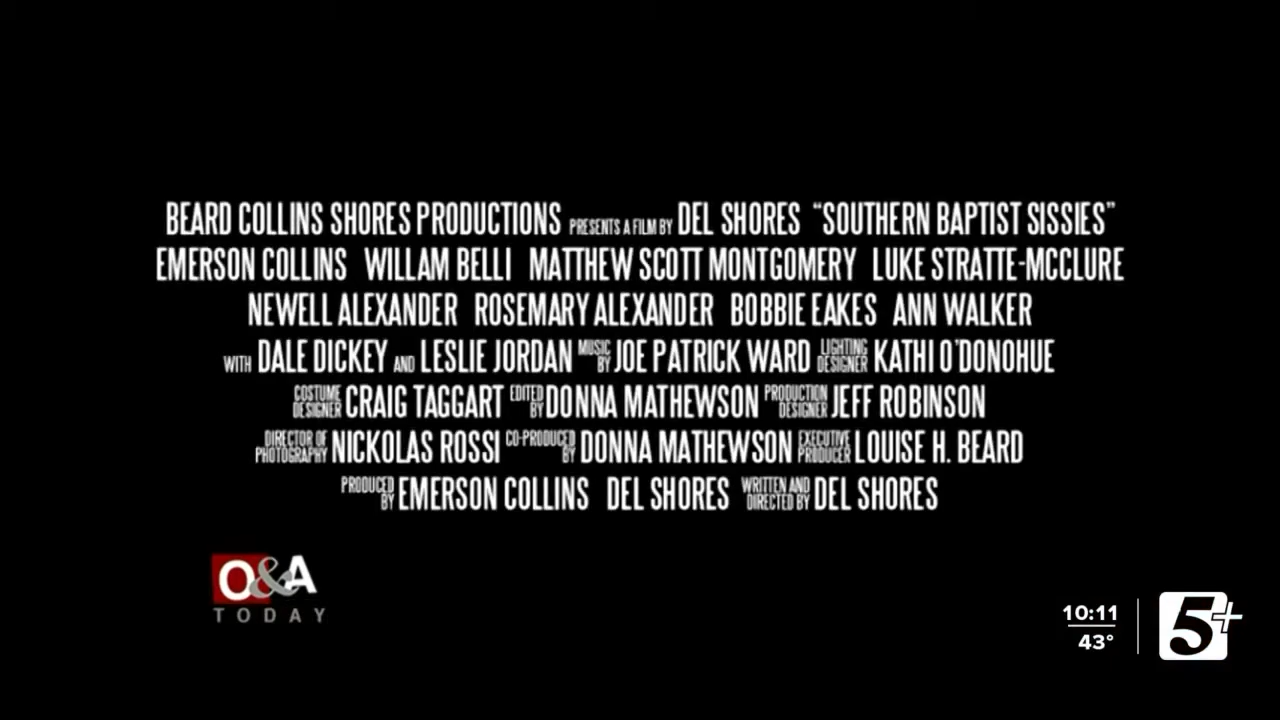 BEARD COLLINS SHORES PRODUCTIONS PRESENTS A FILM BY DEL SHORES “SOUTHERN BAPTIST SISSIES”
EMERSON COLLINS WILLAM BELLI MATTHEW SCOTT MONTGOMERY LUKE STRATTE-MCCLURE
NEWELL ALEXANDER ROSEMARY ALEXANDER BOBBIE EAKES ANN WALKER
WITH DALE DICKEY AND LESLIE JORDAN MUSIC BY JOE PATRICK WARD LIGHTING DESIGNER KATHI O'DONOHUE
COSTUME DESIGNER CRAIG TAGGART EDITED BY DONNA MATHEWSON PRODUCTION DESIGNER JEFF ROBINSON
DIRECTOR OF PHOTOGRAPHY NICKOLAS ROSSI CO-PRODUCED BY DONNA MATHEWSON EXECUTIVE PRODUCER LOUISE H. BEARD
PRODUCED BY EMERSON COLLINS DEL SHORES WRITTEN AND DIRECTED BY DEL SHORES
O&A
TODAY
10:11
43°
5+